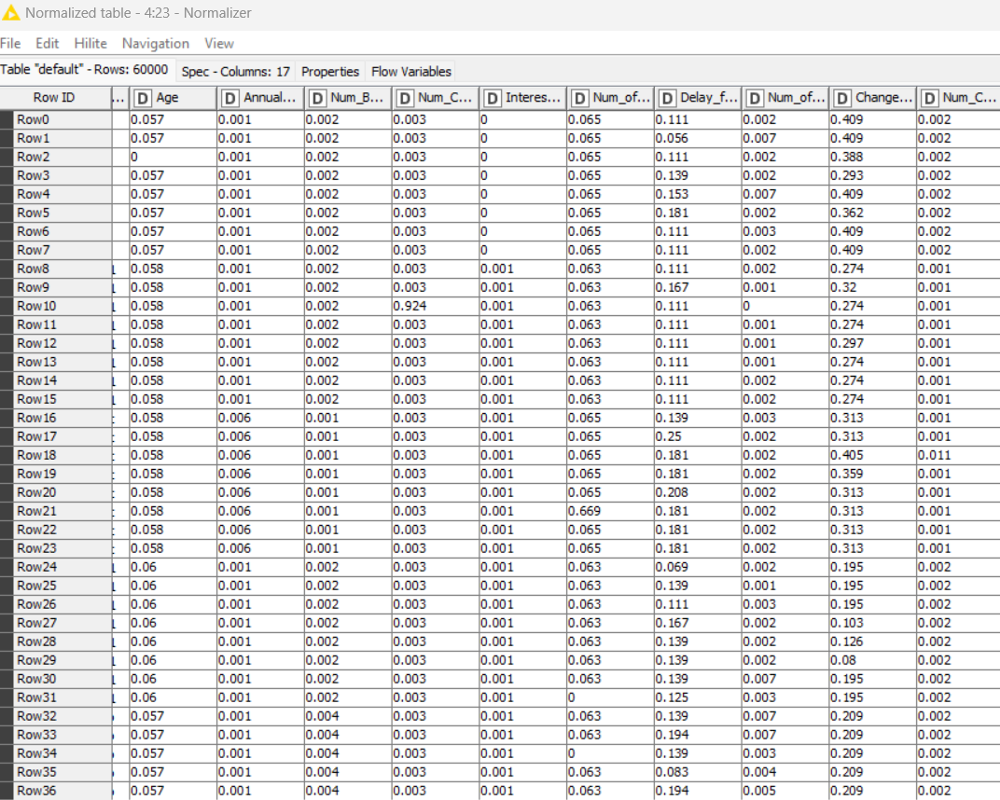 Normalized table - 4:23 - Normalizer
File Edit Hilite Navigation View
Table "default" - Rows: 60000 Spec - Columns: 17 Properties Flow Variables
Row ID ... D Age D Annual... D Num_B... D Num_C... D Interes... D Num_of... D Delay_f... D Num_of... D Change... D Num_C...
Row0 0.057 0.001 0.002 0.003 0 0.065 0.111 0.002 0.409 0.002
Row1 0.057 0.001 0.002 0.003 0 0.065 0.056 0.007 0.409 0.002
Row2 0 0.001 0.002 0.003 0 0.065 0.111 0.002 0.388 0.002
Row3 0.057 0.001 0.002 0.003 0 0.065 0.139 0.002 0.293 0.002
Row4 0.057 0.001 0.002 0.003 0 0.065 0.153 0.007 0.409 0.002
Row5 0.057 0.001 0.002 0.003 0 0.065 0.181 0.002 0.362 0.002
Row6 0.057 0.001 0.002 0.003 0 0.065 0.111 0.003 0.409 0.002
Row7 0.057 0.001 0.002 0.003 0 0.065 0.111 0.002 0.409 0.002
Row8 0.058 0.001 0.002 0.003 0.001 0.063 0.111 0.002 0.274 0.001
Row9 0.058 0.001 0.002 0.003 0.001 0.063 0.167 0.001 0.32 0.001
Row10 0.058 0.001 0.002 0.924 0.001 0.063 0.111 0 0.274 0.001
Row11 0.058 0.001 0.002 0.003 0.001 0.063 0.111 0.001 0.274 0.001
Row12 0.058 0.001 0.002 0.003 0.001 0.063 0.111 0.001 0.297 0.001
Row13 0.058 0.001 0.002 0.003 0.001 0.063 0.111 0.001 0.274 0.001
Row14 0.058 0.001 0.002 0.003 0.001 0.063 0.111 0.002 0.274 0.001
Row15 0.058 0.001 0.002 0.003 0.001 0.063 0.111 0.002 0.274 0.001
Row16 0.058 0.006 0.001 0.003 0.001 0.065 0.139 0.003 0.313 0.001
Row17 0.058 0.006 0.001 0.003 0.001 0.065 0.25 0.002 0.313 0.001
Row18 0.058 0.006 0.001 0.003 0.001 0.065 0.181 0.002 0.405 0.011
Row19 0.058 0.006 0.001 0.003 0.001 0.065 0.181 0.002 0.359 0.001
Row20 0.058 0.006 0.001 0.003 0.001 0.065 0.208 0.002 0.313 0.001
Row21 0.058 0.006 0.001 0.003 0.001 0.669 0.181 0.002 0.313 0.001
Row22 0.058 0.006 0.001 0.003 0.001 0.065 0.181 0.002 0.313 0.001
Row23 0.058 0.006 0.001 0.003 0.001 0.065 0.181 0.002 0.313 0.001
Row24 0.06 0.001 0.002 0.003 0.001 0.063 0.069 0.002 0.195 0.002
Row25 0.06 0.001 0.002 0.003 0.001 0.063 0.139 0.001 0.195 0.002
Row26 0.06 0.001 0.002 0.003 0.001 0.063 0.111 0.003 0.195 0.002
Row27 0.06 0.001 0.002 0.003 0.001 0.063 0.167 0.002 0.103 0.002
Row28 0.06 0.001 0.002 0.003 0.001 0.063 0.139 0.002 0.126 0.002
Row29 0.06 0.001 0.002 0.003 0.001 0.063 0.139 0.002 0.08 0.002
Row30 0.06 0.001 0.002 0.003 0.001 0.063 0.139 0.007 0.195 0.002
Row31 0.06 0.001 0.002 0.003 0.001 0 0.125 0.003 0.195 0.002
Row32 0.057 0.001 0.004 0.003 0.001 0.063 0.139 0.007 0.209 0.002
Row33 0.057 0.001 0.004 0.003 0.001 0.063 0.194 0.007 0.209 0.002
Row34 0.057 0.001 0.004 0.003 0.001 0 0.139 0.003 0.209 0.002
Row35 0.057 0.001 0.004 0.003 0.001 0.063 0.083 0.004 0.209 0.002
Row36 0.057 0.001 0.004 0.003 0.001 0.063 0.194 0.005 0.209 0.002